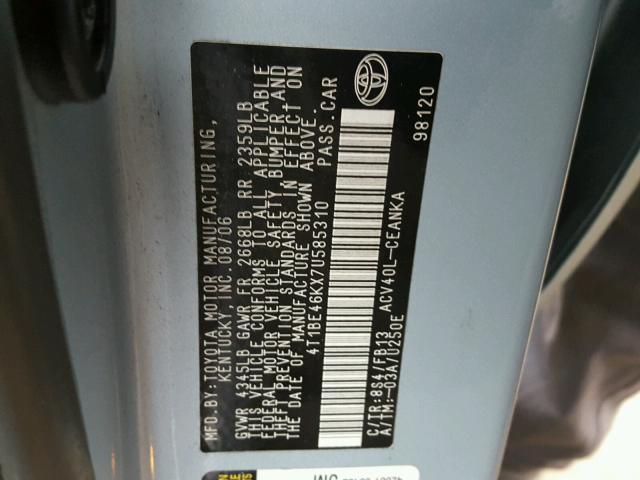 MFD.BY:TOYOTA MOTOR MANUFACTURING,
KENTUCKY, INC. 08/06
GVWR 4345LB GAWR FR 2668LB RR 2359LB
THIS VEHICLE CONFORMS TO ALL APPLICABLE
FEDERAL MOTOR VEHICLE SAFETY, BUMPER, AND
THEFT PREVENTION STANDARDS IN EFFECT ON
THE DATE OF MANUFACTURE SHOWN ABOVE.
4T1BE46KX7U585310 PASS.CAR
C/TR:8S4/FB13 ACV40L-CEANKA
A/TM:-03A/U250E
98120